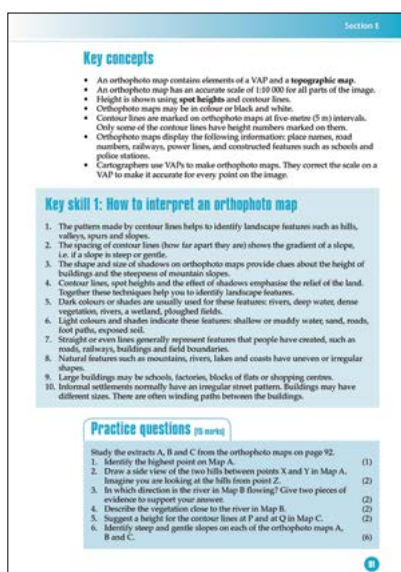 Section E
Key concepts
• An orthophoto map contains elements of a VAP and a topographic map.
• An orthophoto map has an accurate scale of 1:10 000 for all parts of the image.
• Height is shown using spot heights and contour lines.
• Orthophoto maps may be in colour or black and white.
• Contour lines are marked on orthophoto maps at five-metre (5 m) intervals.
Only some of the contour lines have height numbers marked on them.
• Orthophoto maps display the following information: place names, road
numbers, railways, power lines, and constructed features such as schools and
police stations.
• Cartographers use VAPs to make orthophoto maps. They correct the scale on a
VAP to make it accurate for every point on the image.
Key skill 1: How to interpret an orthophoto map
1. The pattern made by contour lines helps to identify landscape features such as hills,
valleys, spurs and slopes.
2. The spacing of contour lines (how far apart they are) shows the gradient of a slope,
i.e. if a slope is steep or gentle.
3. The shape and size of shadows on orthophoto maps provide clues about the height of
buildings and the steepness of mountain slopes.
4. Contour lines, spot heights and the effect of shadows emphasise the relief of the land.
Together these techniques help you to identify landscape features.
5. Dark colours or shades are usually used for these features: rivers, deep water, dense
vegetation, rivers, a wetland, ploughed fields.
6. Light colours and shades indicate these features: shallow or muddy water, sand, roads,
foot paths, exposed soil.
7. Straight or even lines generally represent features that people have created, such as
roads, railways, buildings and field boundaries.
8. Natural features such as mountains, rivers, lakes and coasts have uneven or irregular
shapes.
9. Large buildings may be schools, factories, blocks of flats or shopping centres.
10. Informal settlements normally have an irregular street pattern. Buildings may have
different sizes. There are often winding paths between the buildings.
Practice questions (15 marks)
Study the extracts A, B and C from the orthophoto maps on page 92.
1. Identify the highest point on Map A. (1)
2. Draw a side view of the two hills between points X and Y in Map A.
Imagine you are looking at the hills from point Z. (2)
3. In which direction is the river in Map B flowing? Give two pieces of
evidence to support your answer. (2)
4. Describe the vegetation close to the river in Map B. (2)
5. Suggest a height for the contour lines at P and at Q in Map C. (2)
6. Identify steep and gentle slopes on each of the orthophoto maps A,
B and C. (6)
91